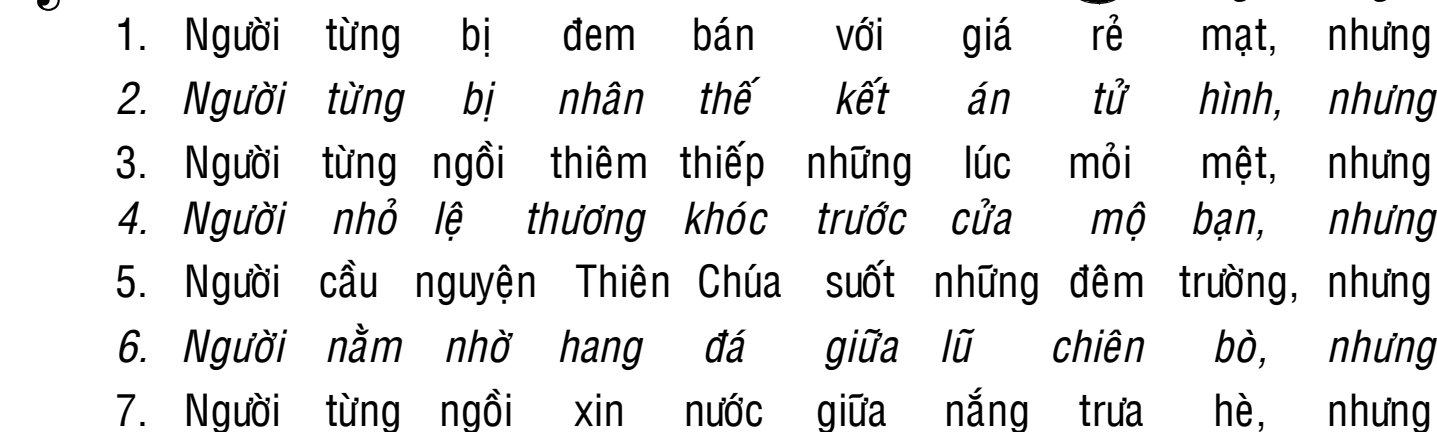 1. Người từng bị đem bán với giá rẻ mạt, nhưng
2. Người từng bị nhân thế kết án tử hình, nhưng
3. Người từng ngồi thiêm thiếp những lúc mỏi mệt, nhưng
4. Người nhỏ lệ thương khóc trước cửa mộ bạn, nhưng
5. Người cầu nguyện Thiên Chúa suốt những đêm trường, nhưng
6. Người nằm nhờ hang đá giữa lũ chiên bò, nhưng
7. Người từng ngồi xin nước giữa nắng trưa hè, nhưng